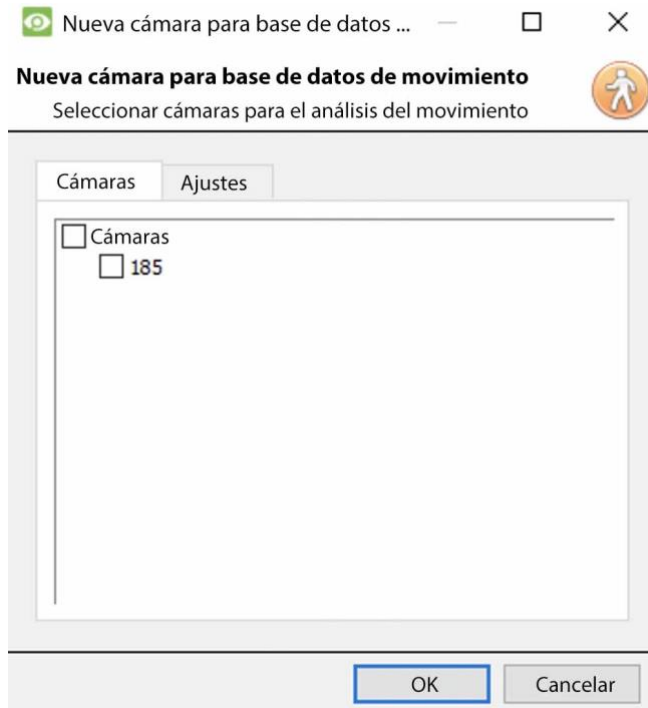 Nueva cámara para base de datos ...
Nueva cámara para base de datos de movimiento
Seleccionar cámaras para el análisis del movimiento
Cámaras Ajustes
Cámaras
185
OK Cancelar